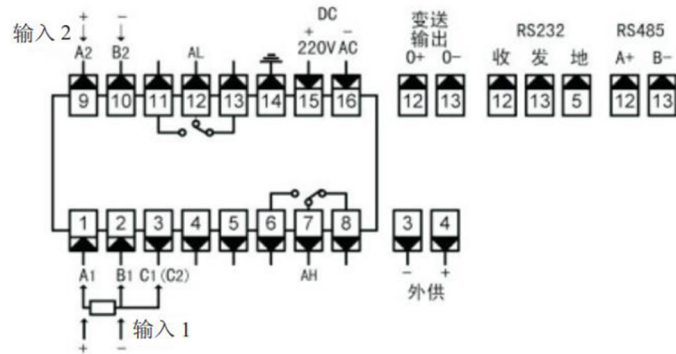 + − DC 变送 RS232 RS485
输入 2 + − 输出
A2 B2 AL 220V AC 0+ 0− 收 发 地 A+ B−
9 10 11 12 13 14 15 16 12 13 12 13 5 12 13
1 2 3 4 5 6 7 8 3 4
A1 B1 C1(C2) AH − +
外供
输入 1
+ −